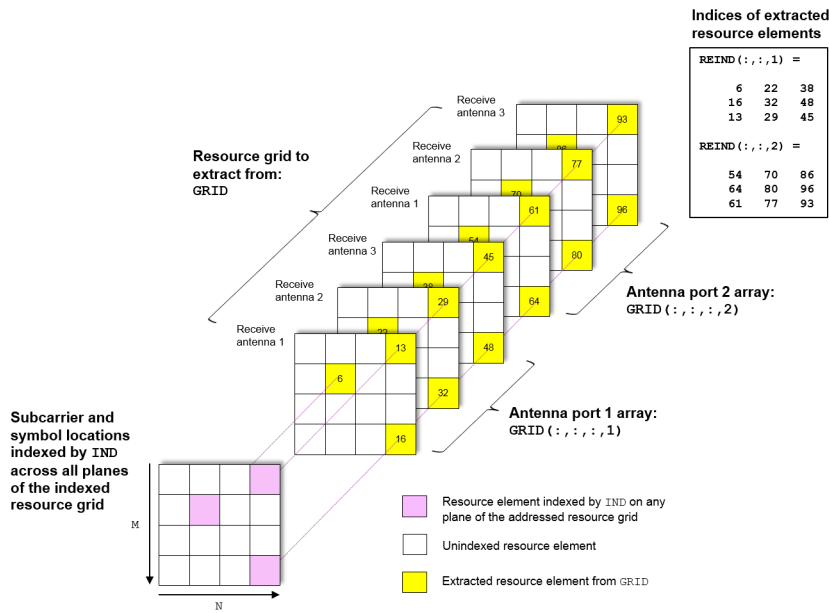 Indices of extracted
resource elements
REIND(:,:,1) =
6 22 38
16 32 48
13 29 45
REIND(:,:,2) =
54 70 86
64 80 96
61 77 93
Resource grid to
extract from:
GRID
Receive
antenna 3
93
Receive
antenna 2
77
Receive
antenna 1
61
96
Receive
antenna 3
45
80
Receive
antenna 2
29
64
Receive
antenna 1
13
48
6
32
16
Antenna port 2 array:
GRID(:,:,:,2)
Antenna port 1 array:
GRID(:,:,:,1)
Subcarrier and
symbol locations
indexed by IND
across all planes
of the indexed
resource grid
M
N
Resource element indexed by IND on any
plane of the addressed resource grid
Unindexed resource element
Extracted resource element from GRID